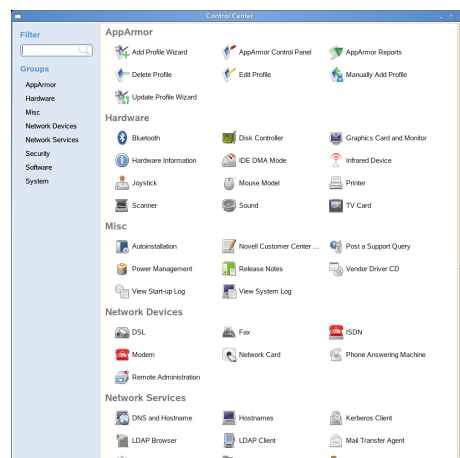 Control Center
Filter
Groups
AppArmor
Hardware
Misc
Network Devices
Network Services
Security
Software
System
AppArmor
Add Profile Wizard
AppArmor Control Panel
AppArmor Reports
Delete Profile
Edit Profile
Manually Add Profile
Update Profile Wizard
Hardware
Bluetooth
Disk Controller
Graphics Card and Monitor
Hardware Information
IDE DMA Mode
Infrared Device
Joystick
Mouse Model
Printer
Scanner
Sound
TV Card
Misc
Autoinstallation
Novell Customer Center ...
Post a Support Query
Power Management
Release Notes
Vendor Driver CD
View Start-up Log
View System Log
Network Devices
DSL
Fax
ISDN
Modem
Network Card
Phone Answering Machine
Remote Administration
Network Services
DNS and Hostname
Hostnames
Kerberos Client
LDAP Browser
LDAP Client
Mail Transfer Agent